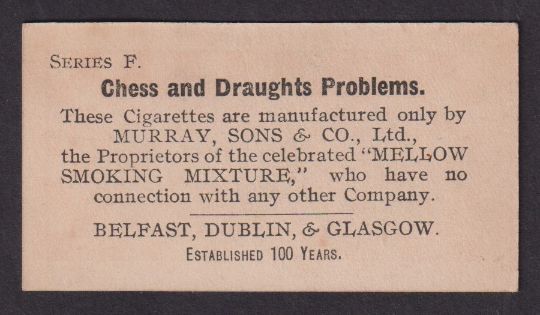 SERIES F.
Chess and Draughts Problems.
These Cigarettes are manufactured only by
MURRAY, SONS & CO., Ltd.,
the Proprietors of the celebrated "MELLOW
SMOKING MIXTURE," who have no
connection with any other Company.
BELFAST, DUBLIN, & GLASGOW.
ESTABLISHED 100 YEARS.